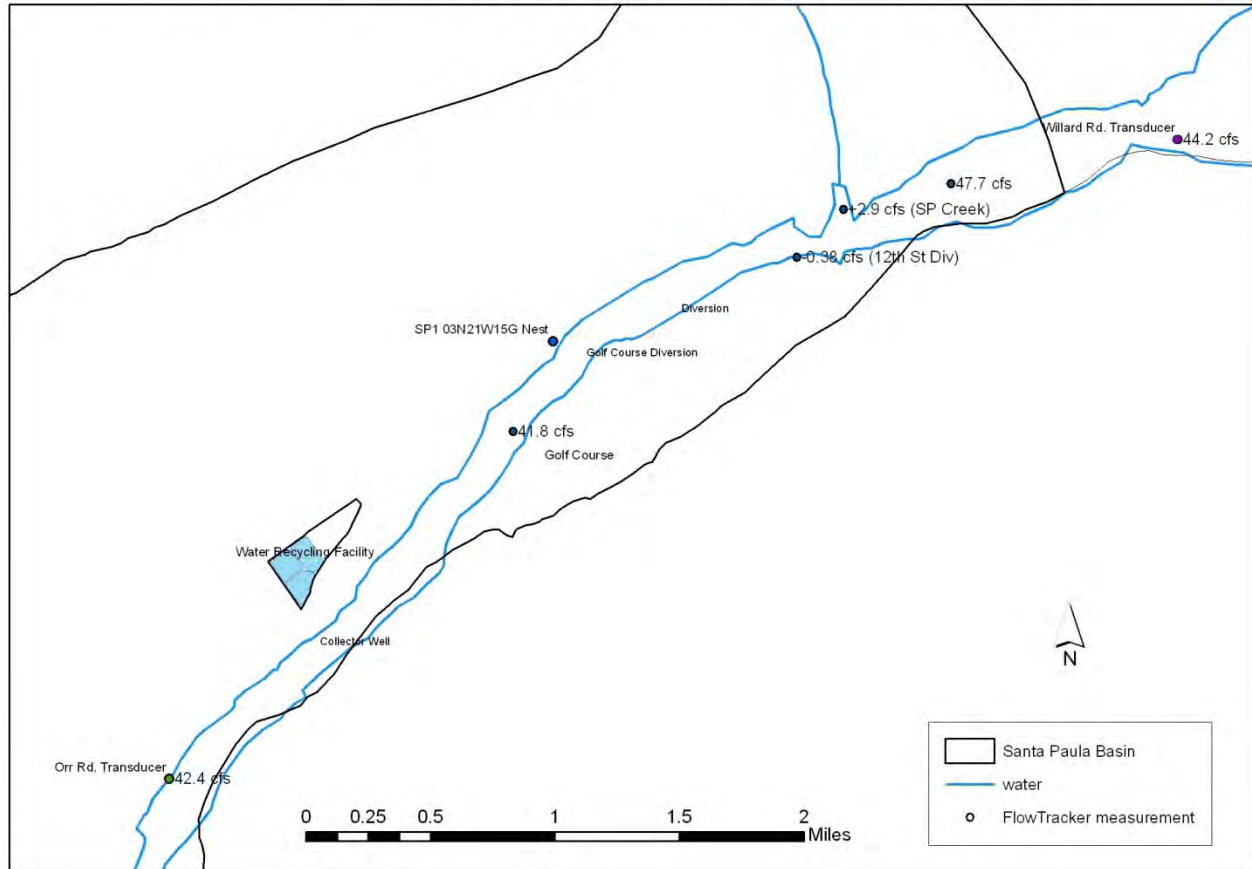 Willard Rd. Transducer
44.2 cfs
47.7 cfs
+2.9 cfs (SP Creek)
-0.38 cfs (12th St Div)
Diversion
SP1 03N21W15G Nest
Golf Course Diversion
41.8 cfs
Golf Course
Water Recycling Facility
Collector Well
N
Orr Rd. Transducer
42.4 cfs
Santa Paula Basin
water
FlowTracker measurement
0 0.25 0.5 1 1.5 2
Miles